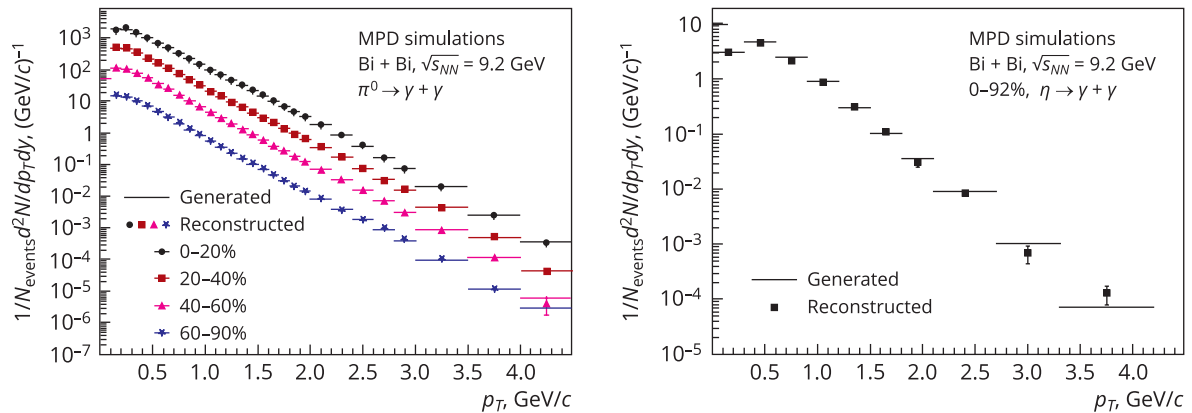 1/N_events d²N/dp_T dy, (GeV/c)⁻¹
10³
10²
10
1
10⁻¹
10⁻²
10⁻³
10⁻⁴
10⁻⁵
10⁻⁶
10⁻⁷
MPD simulations
Bi + Bi, √s_NN = 9.2 GeV
π⁰ → γ + γ
Generated
Reconstructed
0–20%
20–40%
40–60%
60–90%
0.5 1.0 1.5 2.0 2.5 3.0 3.5 4.0
p_T, GeV/c
1/N_events d²N/dp_T dy, (GeV/c)⁻¹
10
1
10⁻¹
10⁻²
10⁻³
10⁻⁴
10⁻⁵
MPD simulations
Bi + Bi, √s_NN = 9.2 GeV
0–92%, η → γ + γ
Generated
Reconstructed
0.5 1.0 1.5 2.0 2.5 3.0 3.5 4.0
p_T, GeV/c